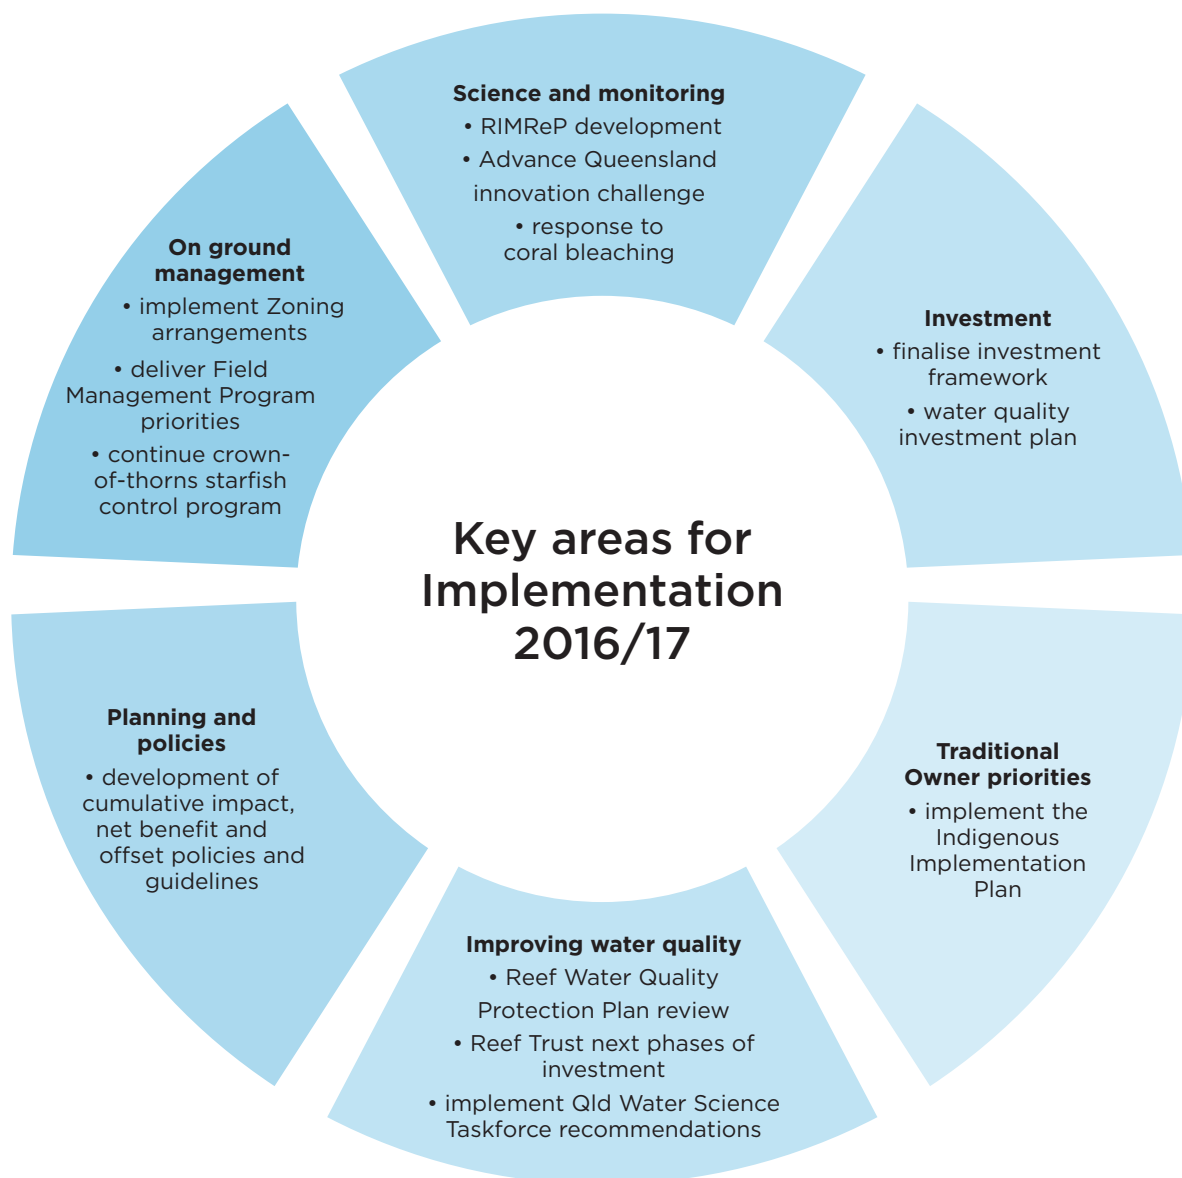 Science and monitoring
• RIMReP development
• Advance Queensland
innovation challenge
• response to
coral bleaching
Investment
• finalise investment
framework
• water quality
investment plan
Traditional
Owner priorities
• implement the
Indigenous
Implementation
Plan
Improving water quality
• Reef Water Quality
Protection Plan review
• Reef Trust next phases of
investment
• implement Qld Water Science
Taskforce recommendations
Planning and
policies
• development of
cumulative impact,
net benefit and
offset policies and
guidelines
On ground
management
• implement Zoning
arrangements
• deliver Field
Management Program
priorities
• continue crown-
of-thorns starfish
control program
Key areas for
Implementation
2016/17